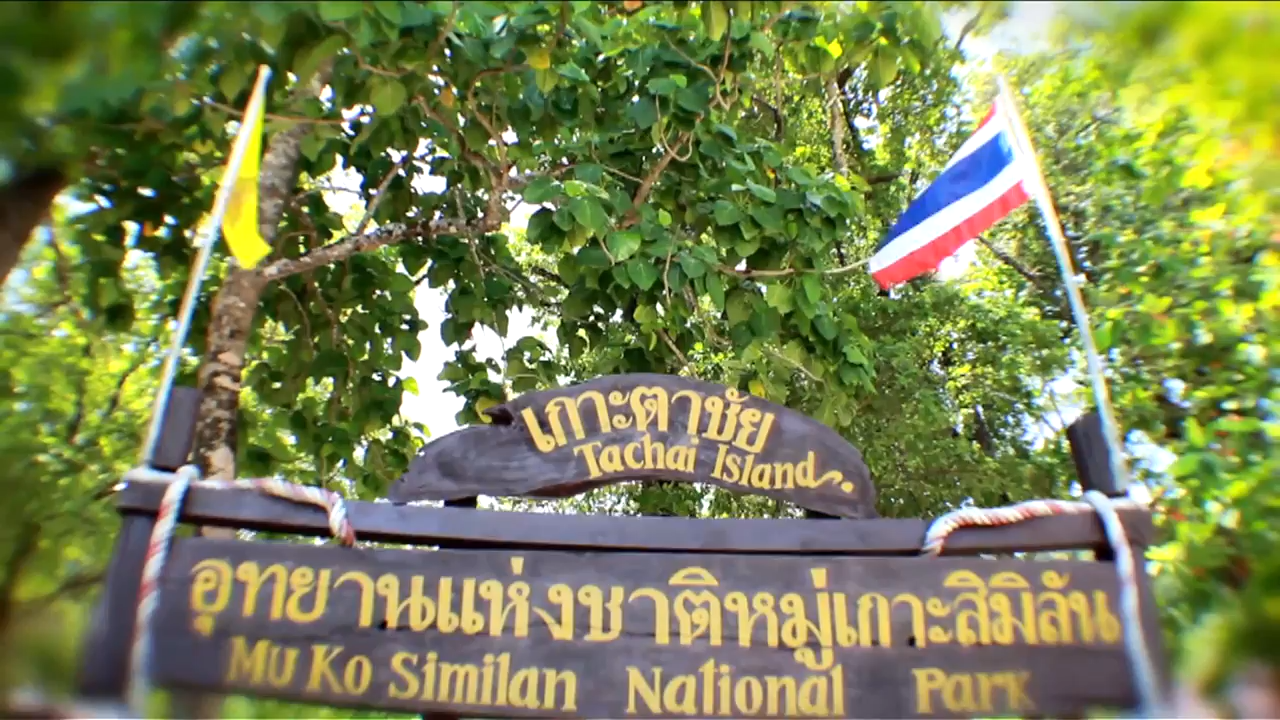 เกาะตาชัย
Tachai Island
อุทยานแห่งชาติหมู่เกาะสิมิลัน
Mu Ko Similan National Park